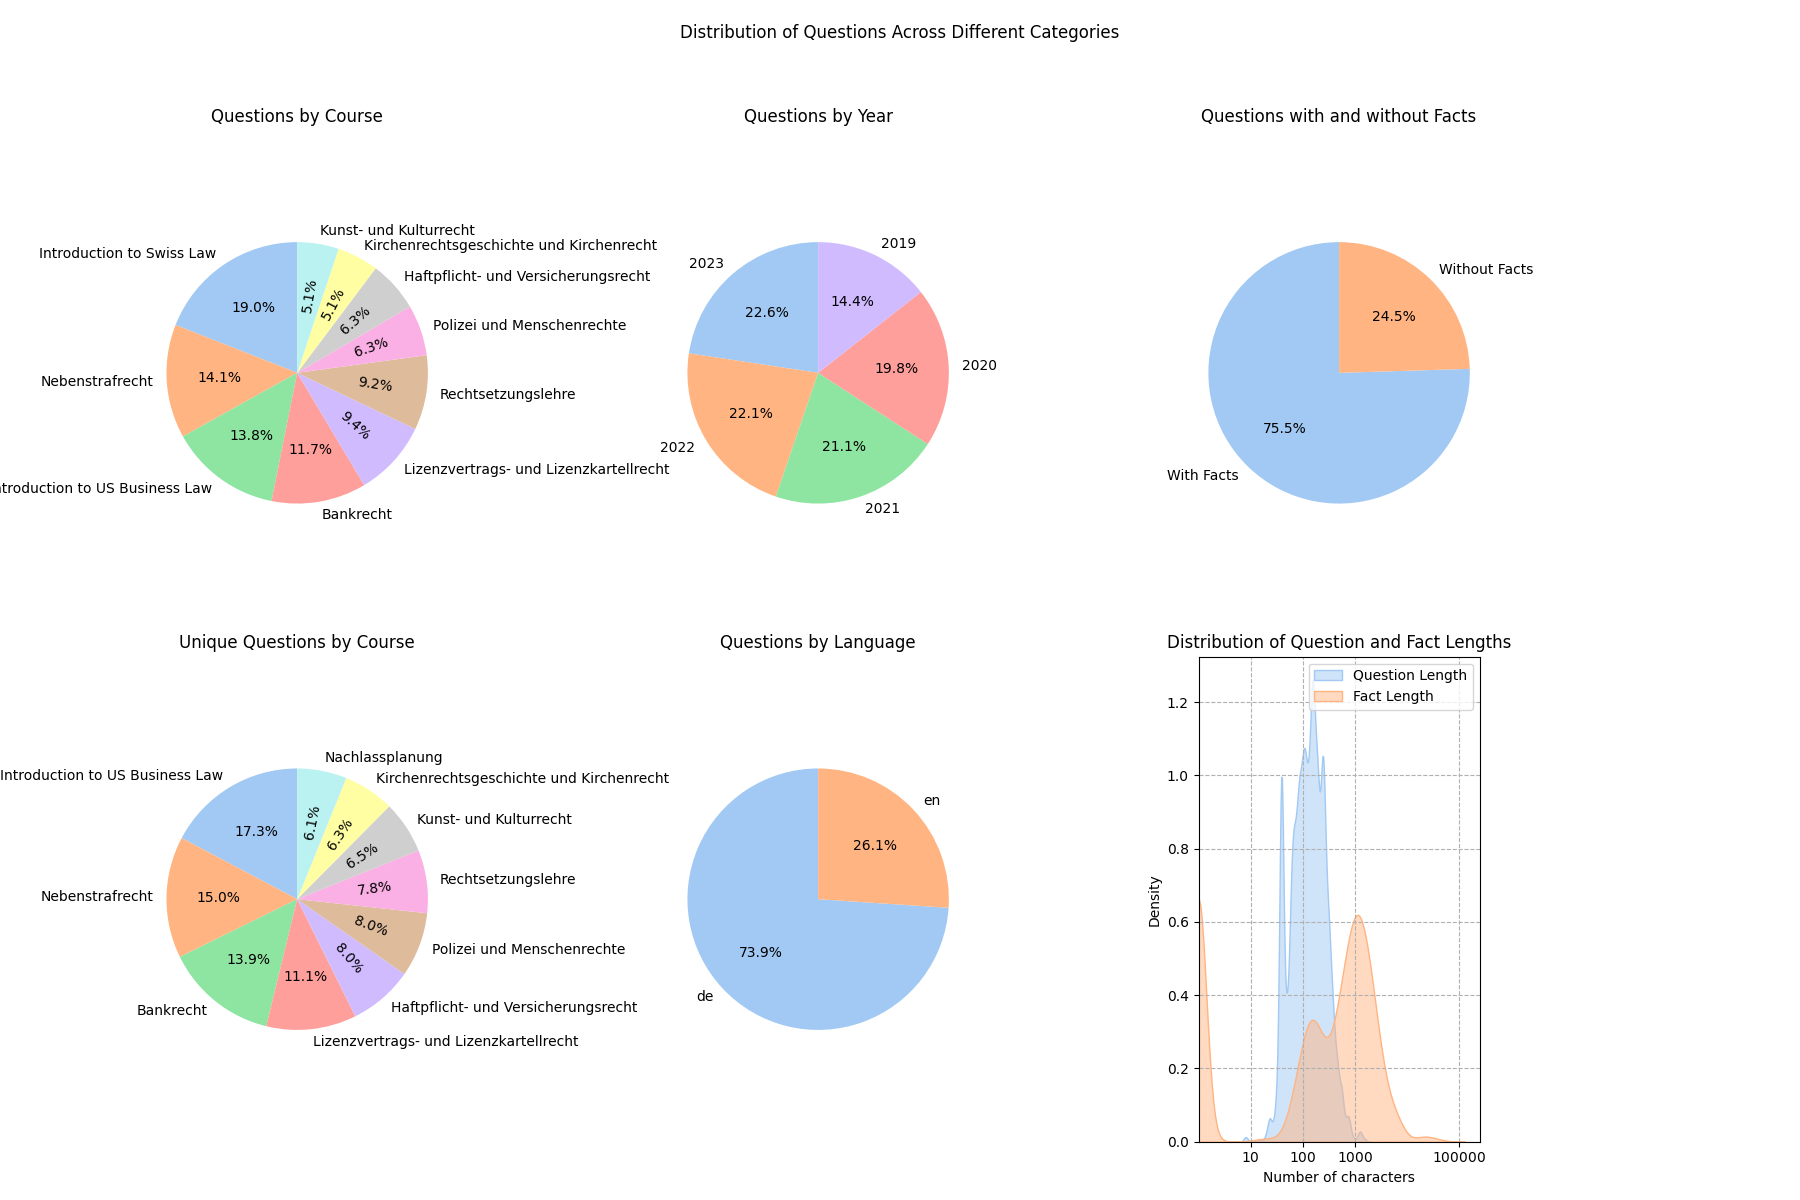 Distribution of Questions Across Different Categories
Questions by Course
Kunst- und Kulturrecht
Kirchenrechtsgeschichte und Kirchenrecht
Introduction to Swiss Law
Haftpflicht- und Versicherungsrecht
Polizei und Menschenrechte
Nebenstrafrecht
Rechtsetzungslehre
Lizenzvertrags- und Lizenzkartellrecht
ntroduction to US Business Law
Bankrecht
5.1%
5.1%
6.3%
19.0%
6.3%
14.1%
9.2%
9.4%
13.8%
11.7%
Questions by Year
2019
2023
14.4%
22.6%
2020
19.8%
22.1%
2022
21.1%
2021
Questions with and without Facts
Without Facts
24.5%
75.5%
With Facts
Unique Questions by Course
Nachlassplanung
Introduction to US Business Law
Kirchenrechtsgeschichte und Kirchenrecht
Kunst- und Kulturrecht
Rechtsetzungslehre
Nebenstrafrecht
Polizei und Menschenrechte
Haftpflicht- und Versicherungsrecht
Bankrecht
Lizenzvertrags- und Lizenzkartellrecht
6.1%
17.3%
6.3%
6.5%
7.8%
15.0%
8.0%
8.0%
13.9%
11.1%
Questions by Language
en
26.1%
73.9%
de
Distribution of Question and Fact Lengths
Question Length
Fact Length
1.2
1.0
0.8
0.6
0.4
0.2
0.0
Density
10
100
1000
100000
Number of characters